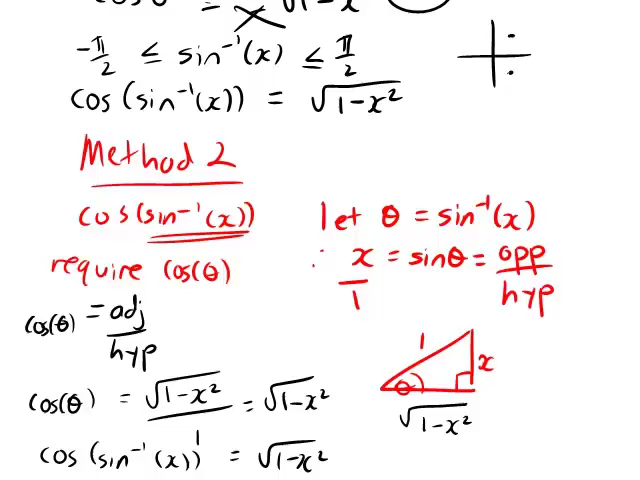 cos θ = √1-x
-π/2 ≤ sin⁻¹(x) ≤ π/2
cos (sin⁻¹(x)) = √1-x²
Method 2
cos(sin⁻¹(x))
let θ = sin⁻¹(x)
∴ x/1 = sinθ = opp/hyp
require cos(θ)
cos(θ) = adj/hyp
1
x
θ
√1-x²
cos(θ) = √1-x²/1 = √1-x²
cos (sin⁻¹(x)) = √1-x²